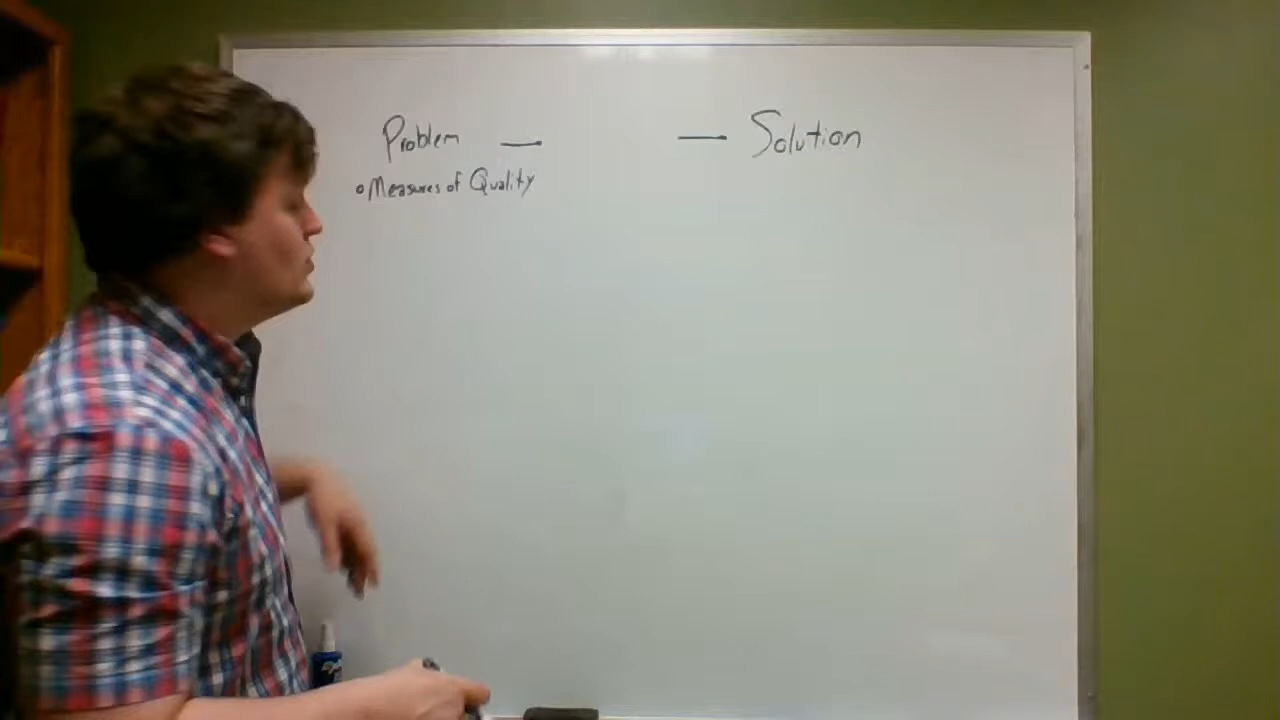 Problem — — Solution
o Measures of Quality